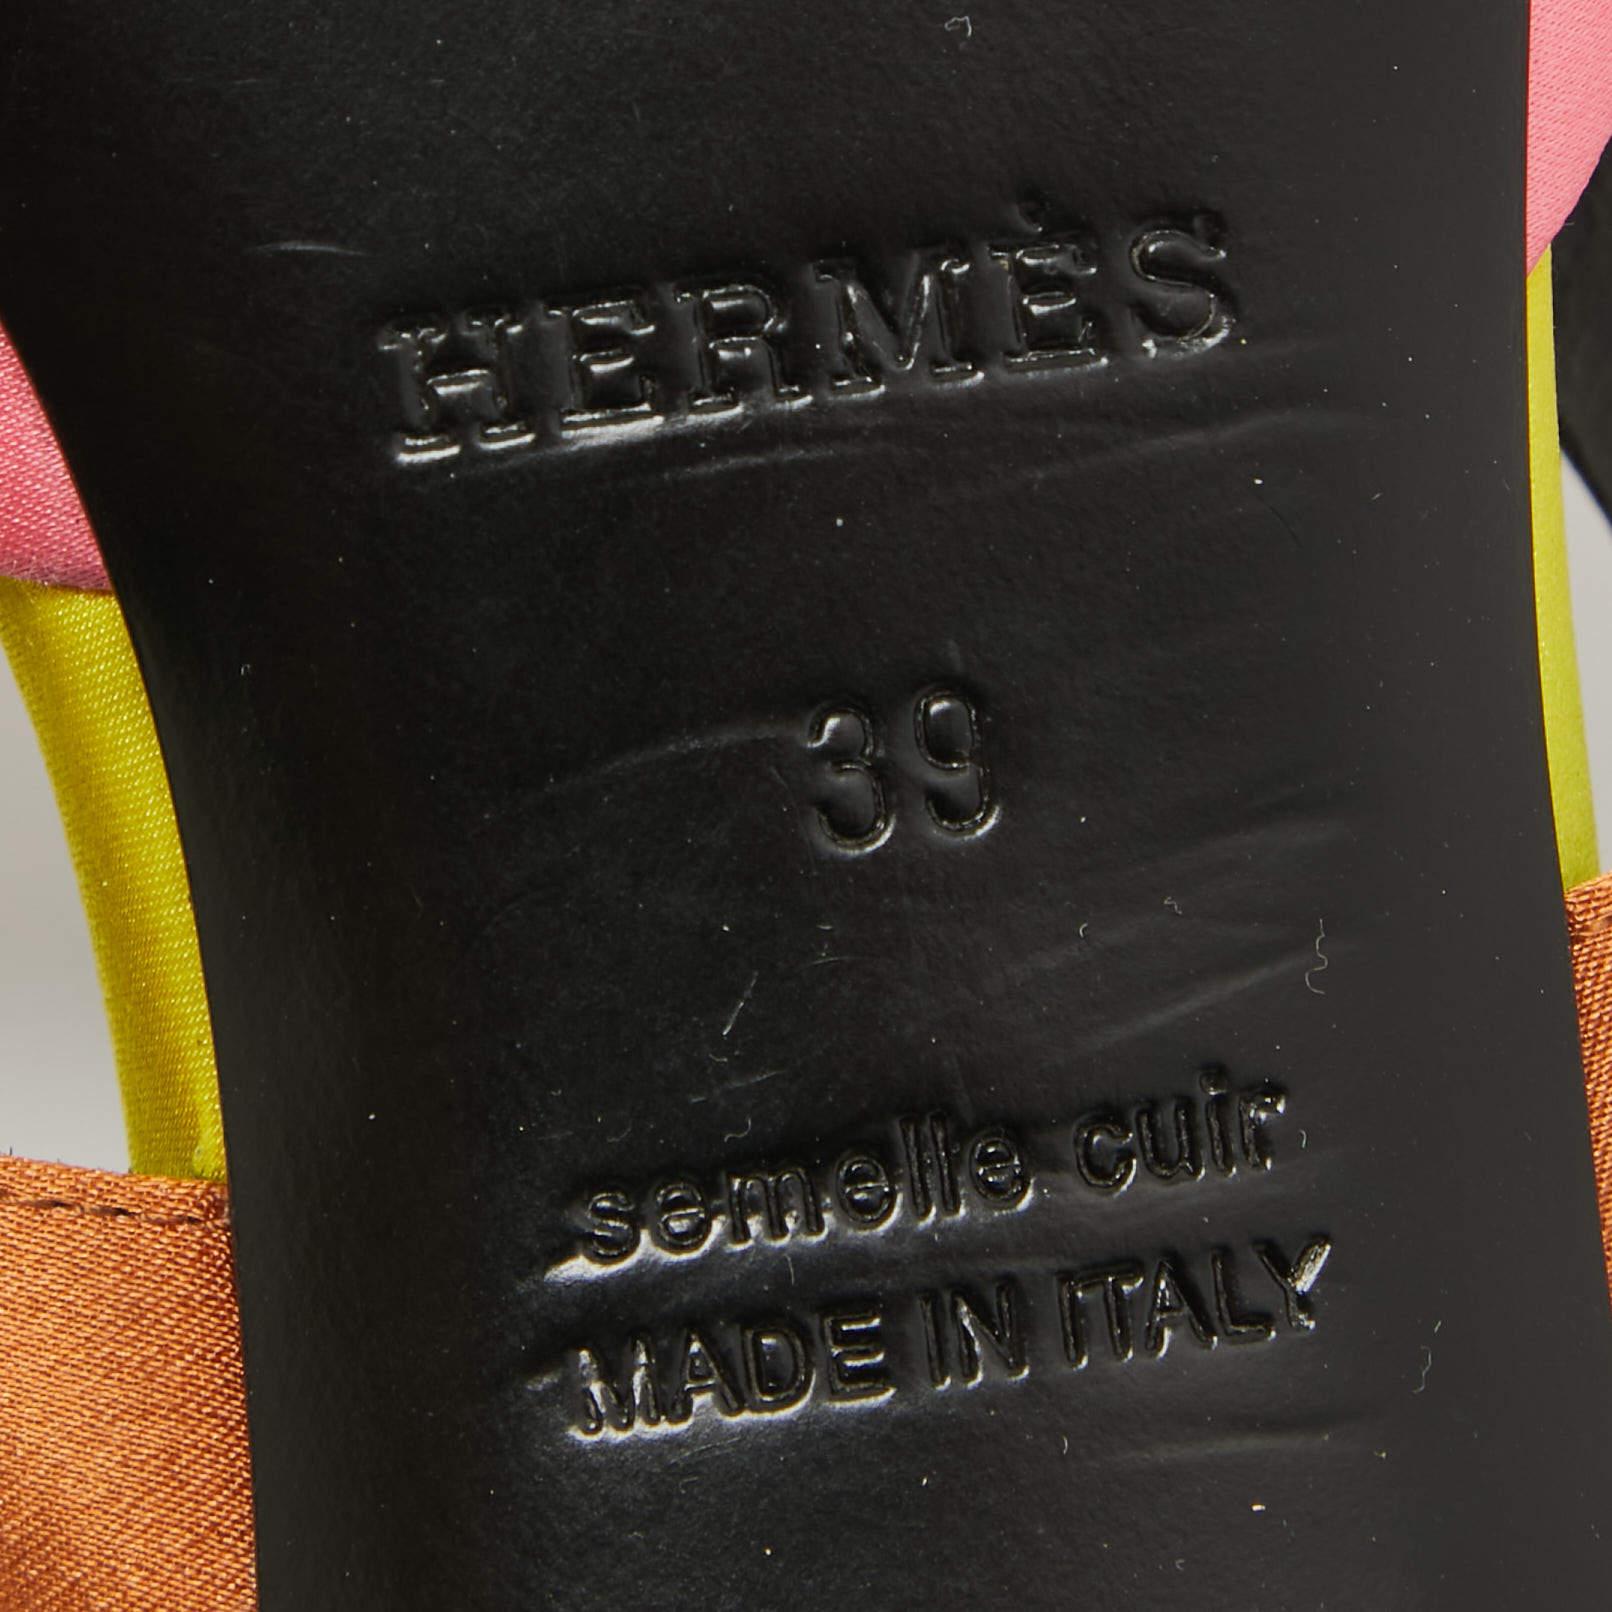 HERMÈS
39
semelle cuir
MADE IN ITALY